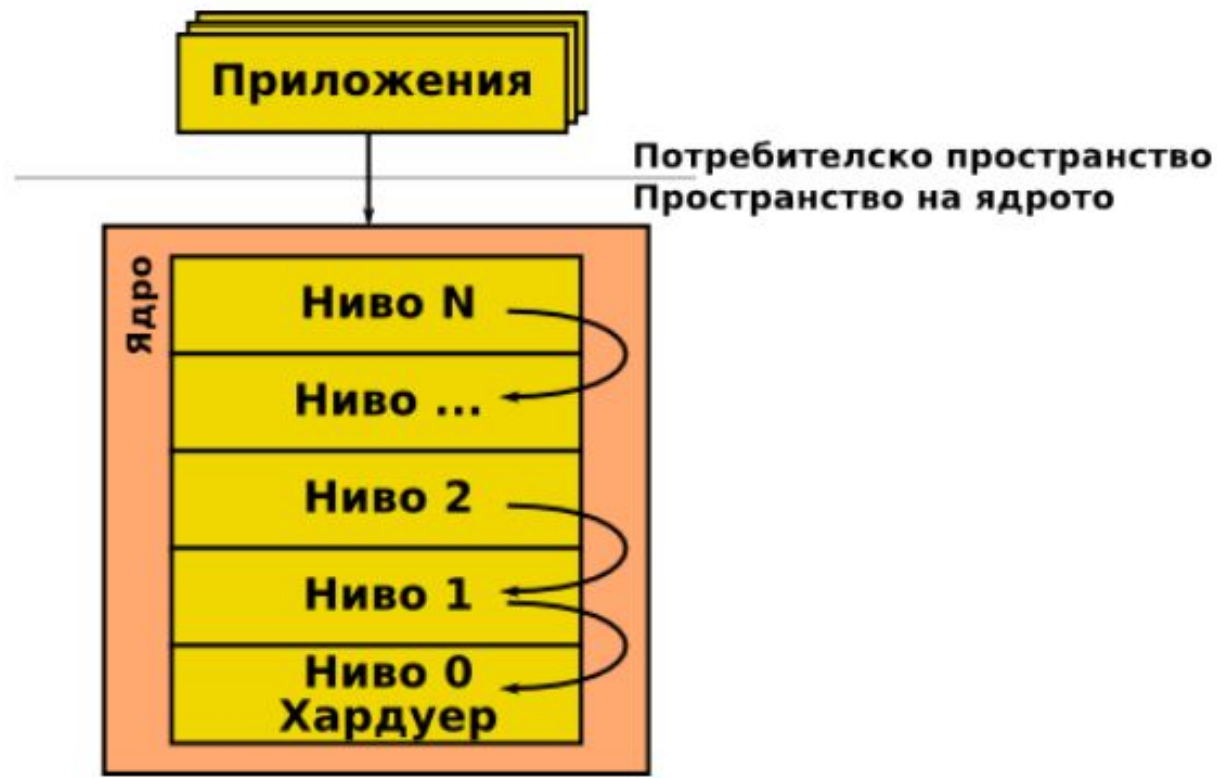 Приложения
Потребителско пространство
Пространство на ядрото
Ядро
Ниво N
Ниво ...
Ниво 2
Ниво 1
Ниво 0
Хардуер